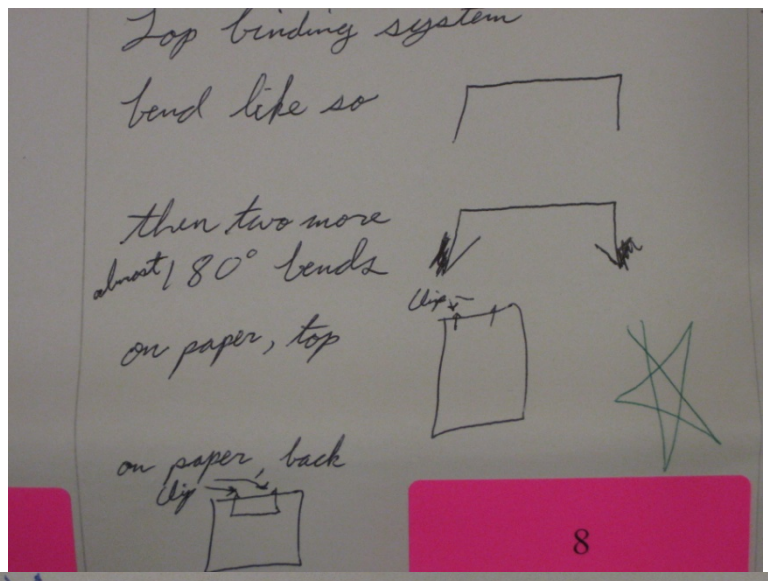 Top binding system
bend like so
then two more
almost 180° bends
Clip
on paper, top
on paper, back
Clip
8